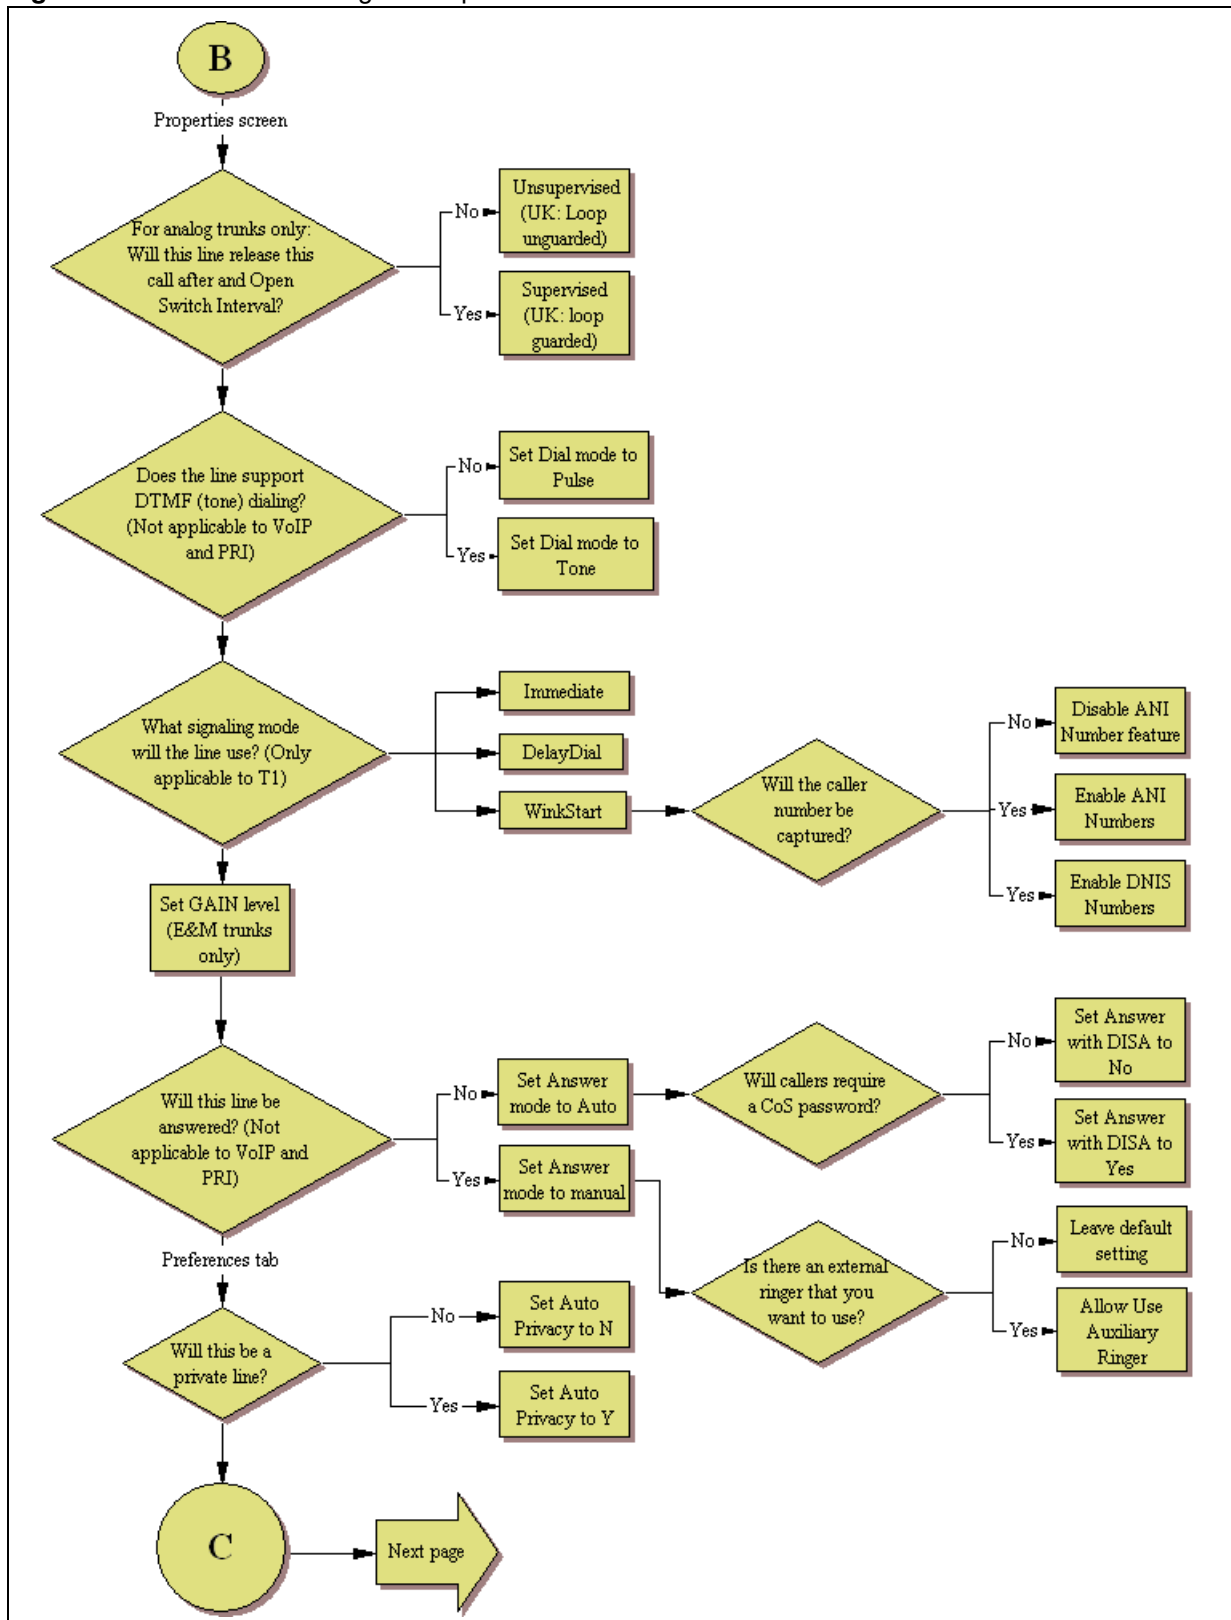 B
Properties screen
For analog trunks only:
Will this line release this
call after and Open
Switch Interval?
No
Unsupervised
(UK: Loop
unguarded)
Yes
Supervised
(UK: loop
guarded)
Does the line support
DTMF (tone) dialing?
(Not applicable to VoIP
and PRI)
No
Set Dial mode to
Pulse
Yes
Set Dial mode to
Tone
What signaling mode
will the line use? (Only
applicable to T1)
Immediate
DelayDial
WinkStart
Will the caller
number be
captured?
No
Disable ANI
Number feature
Yes
Enable ANI
Numbers
Yes
Enable DNIS
Numbers
Set GAIN level
(E&M trunks
only)
Will this line be
answered? (Not
applicable to VoIP and
PRI)
No
Set Answer
mode to Auto
Yes
Set Answer
mode to manual
Will callers require
a CoS password?
No
Set Answer
with DISA to
No
Yes
Set Answer
with DISA to
Yes
Is there an external
ringer that you
want to use?
No
Leave default
setting
Yes
Allow Use
Auxiliary
Ringer
Preferences tab
Will this be a
private line?
No
Set Auto
Privacy to N
Yes
Set Auto
Privacy to Y
C
Next page